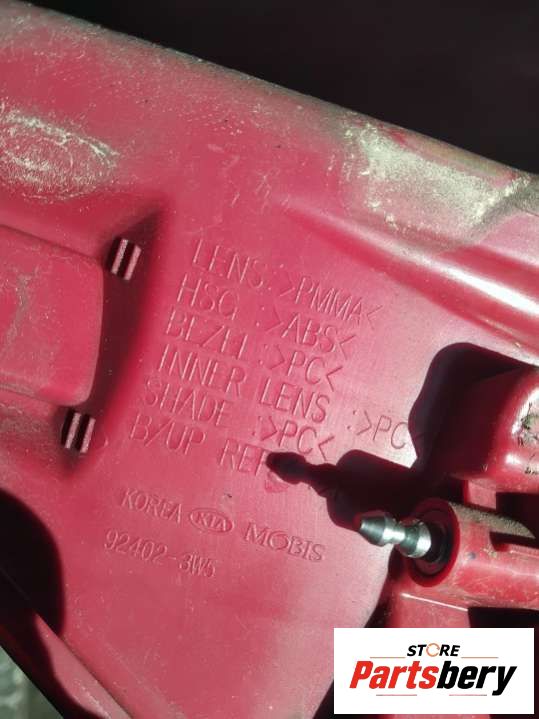 LENS :>PMMA<
HSG :>ABS<
BEZEL :>PC<
INNER LENS :>PC<
SHADE :>PC<
B/UP REF
KOREA KIA MOBIS
92402-3W5
STORE
Partsbery